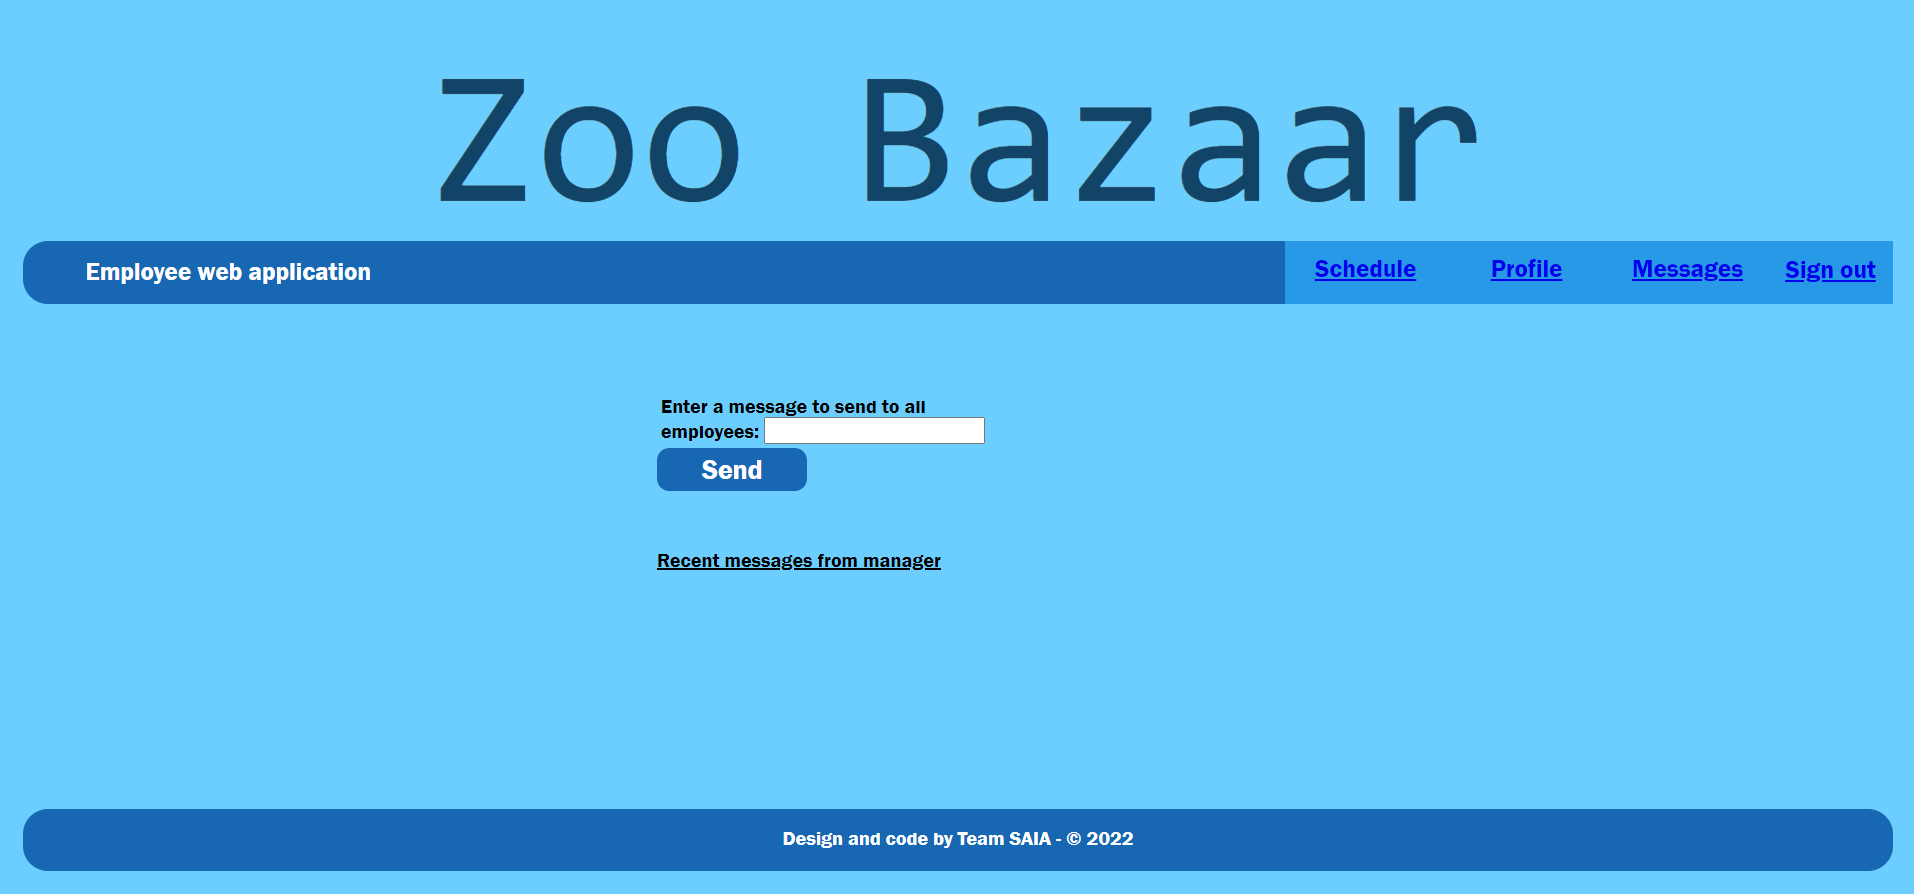 Zoo Bazaar
Employee web application
Schedule
Profile
Messages
Sign out
Enter a message to send to all
employees:
Send
Recent messages from manager
Design and code by Team SAIA - © 2022